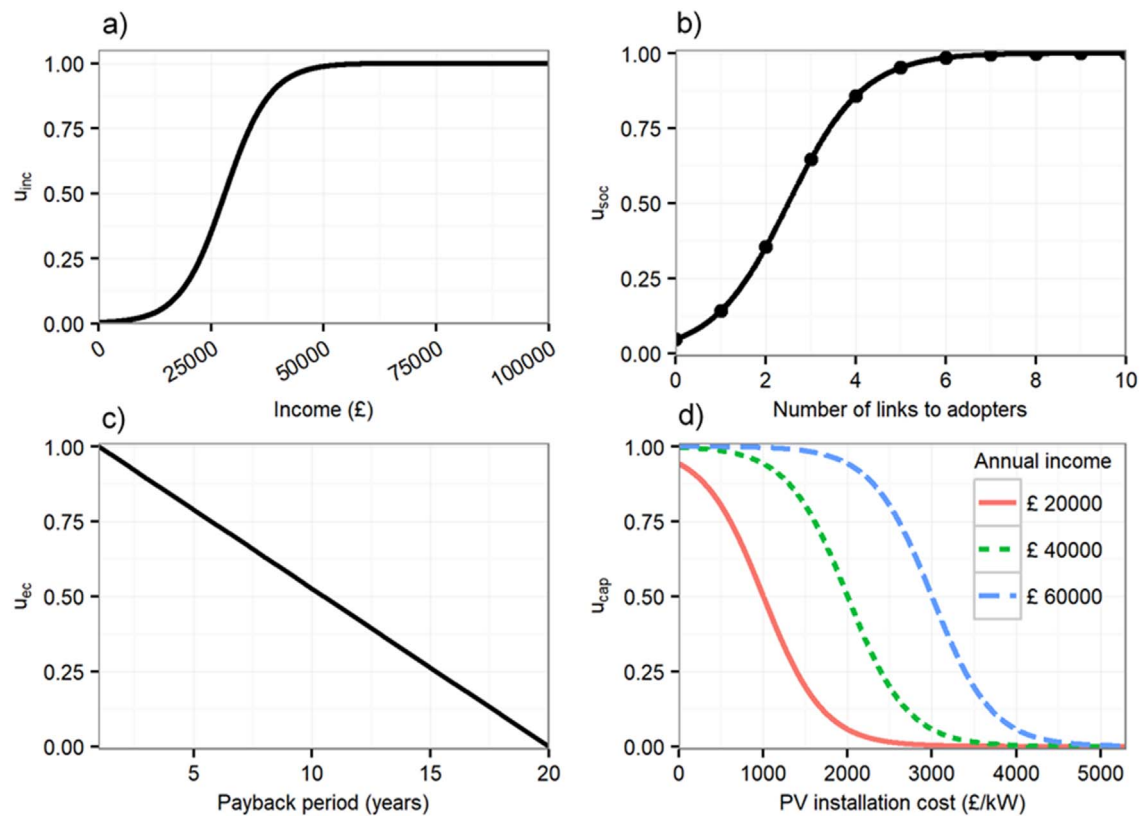 a)
1.00
0.75
0.50
0.25
0.00
u_inc
0
25000
50000
75000
100000
Income (£)
b)
1.00
0.75
0.50
0.25
0.00
u_soc
0 2 4 6 8 10
Number of links to adopters
c)
1.00
0.75
0.50
0.25
0.00
u_ec
5 10 15 20
Payback period (years)
d)
1.00
0.75
0.50
0.25
0.00
u_cap
Annual income
£ 20000
£ 40000
£ 60000
0 1000 2000 3000 4000 5000
PV installation cost (£/kW)